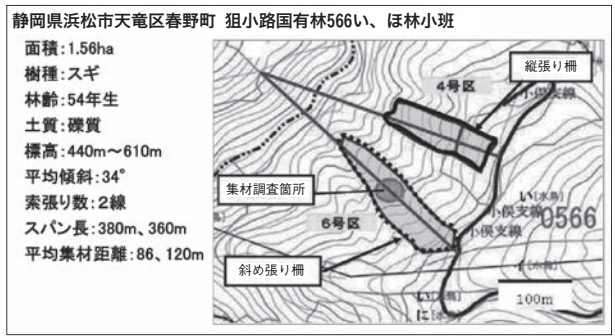 静岡県浜松市天竜区春野町 狙小路国有林566い、ほ林小班
面積:1.56ha
樹種:スギ
林齢:54年生
土質:礫質
標高:440m～610m
平均傾斜:34°
索張り数:2線
スパン長:380m、360m
平均集材距離:86、120m
縦張り柵
4号区
小俣支線
集材調査箇所
6号区
い
小俣支線
0566
小俣支線
斜め張り柵
イ
い
に
100m